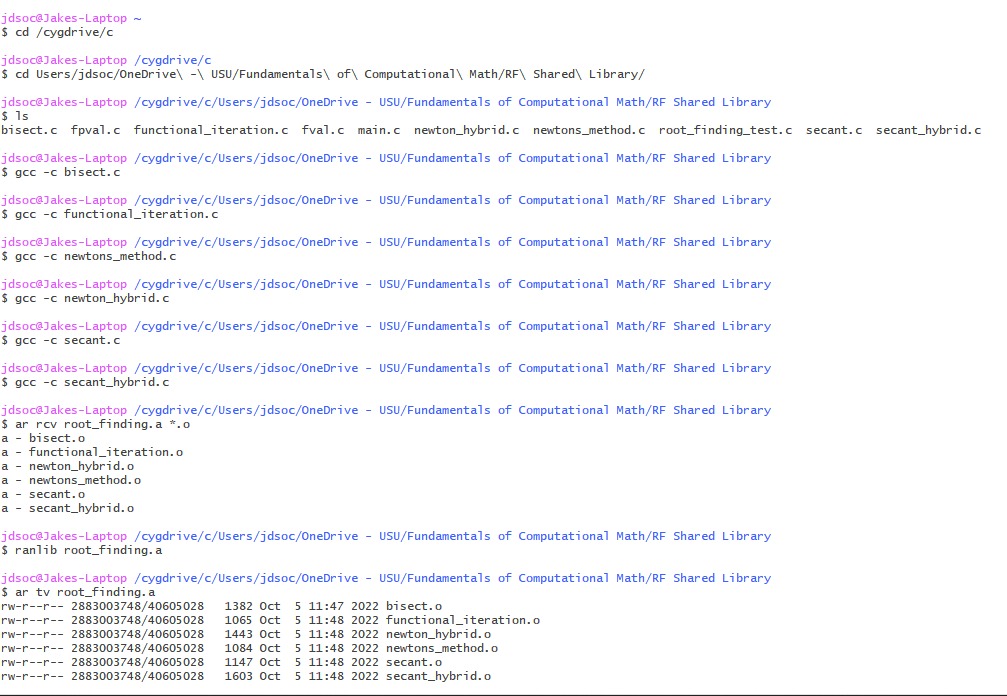 jdsoc@Jakes-Laptop ~
$ cd /cygdrive/c
jdsoc@Jakes-Laptop /cygdrive/c
$ cd Users/jdsoc/OneDrive\ -\ USU/Fundamentals\ of\ Computational\ Math/RF\ Shared\ Library/
jdsoc@Jakes-Laptop /cygdrive/c/Users/jdsoc/OneDrive - USU/Fundamentals of Computational Math/RF Shared Library
$ ls
bisect.c  fpval.c  functional_iteration.c  fval.c  main.c  newton_hybrid.c  newtons_method.c  root_finding_test.c  secant.c  secant_hybrid.c
jdsoc@Jakes-Laptop /cygdrive/c/Users/jdsoc/OneDrive - USU/Fundamentals of Computational Math/RF Shared Library
$ gcc -c bisect.c
jdsoc@Jakes-Laptop /cygdrive/c/Users/jdsoc/OneDrive - USU/Fundamentals of Computational Math/RF Shared Library
$ gcc -c functional_iteration.c
jdsoc@Jakes-Laptop /cygdrive/c/Users/jdsoc/OneDrive - USU/Fundamentals of Computational Math/RF Shared Library
$ gcc -c newtons_method.c
jdsoc@Jakes-Laptop /cygdrive/c/Users/jdsoc/OneDrive - USU/Fundamentals of Computational Math/RF Shared Library
$ gcc -c newton_hybrid.c
jdsoc@Jakes-Laptop /cygdrive/c/Users/jdsoc/OneDrive - USU/Fundamentals of Computational Math/RF Shared Library
$ gcc -c secant.c
jdsoc@Jakes-Laptop /cygdrive/c/Users/jdsoc/OneDrive - USU/Fundamentals of Computational Math/RF Shared Library
$ gcc -c secant_hybrid.c
jdsoc@Jakes-Laptop /cygdrive/c/Users/jdsoc/OneDrive - USU/Fundamentals of Computational Math/RF Shared Library
$ ar rcv root_finding.a *.o
a - bisect.o
a - functional_iteration.o
a - newton_hybrid.o
a - newtons_method.o
a - secant.o
a - secant_hybrid.o
jdsoc@Jakes-Laptop /cygdrive/c/Users/jdsoc/OneDrive - USU/Fundamentals of Computational Math/RF Shared Library
$ ranlib root_finding.a
jdsoc@Jakes-Laptop /cygdrive/c/Users/jdsoc/OneDrive - USU/Fundamentals of Computational Math/RF Shared Library
$ ar tv root_finding.a
rw-r--r-- 2883003748/40605028   1382 Oct  5 11:47 2022 bisect.o
rw-r--r-- 2883003748/40605028   1065 Oct  5 11:48 2022 functional_iteration.o
rw-r--r-- 2883003748/40605028   1443 Oct  5 11:48 2022 newton_hybrid.o
rw-r--r-- 2883003748/40605028   1084 Oct  5 11:48 2022 newtons_method.o
rw-r--r-- 2883003748/40605028   1147 Oct  5 11:48 2022 secant.o
rw-r--r-- 2883003748/40605028   1603 Oct  5 11:48 2022 secant_hybrid.o